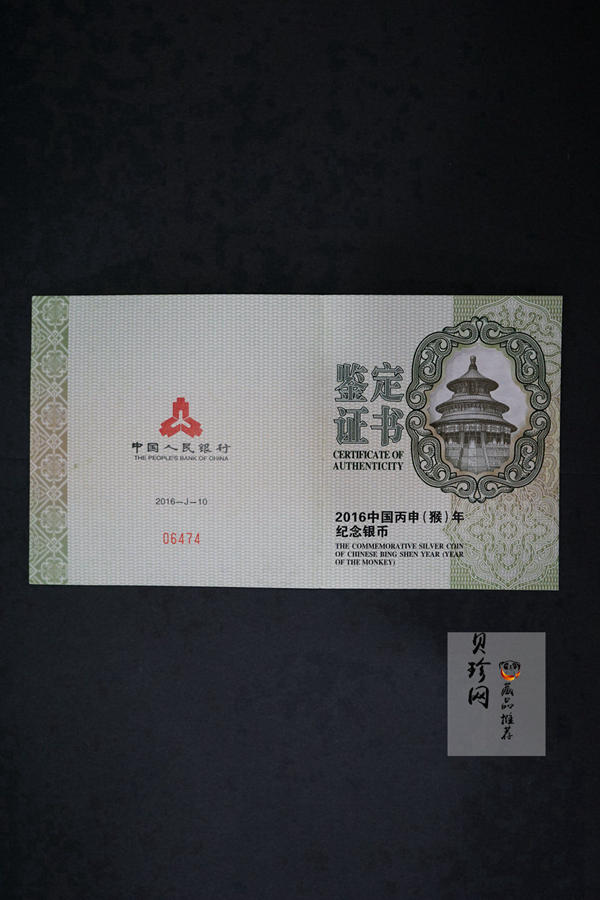 中国人民银行
THE PEOPLE'S BANK OF CHINA
2016—J—10
06474
鉴定
证书
CERTIFICATE OF
AUTHENTICITY
2016中国丙申(猴)年
纪念银币
THE COMMEMORATIVE SILVER COIN
OF CHINESE BING SHEN YEAR (YEAR
OF THE MONKEY)
贝珍网
藏品推荐